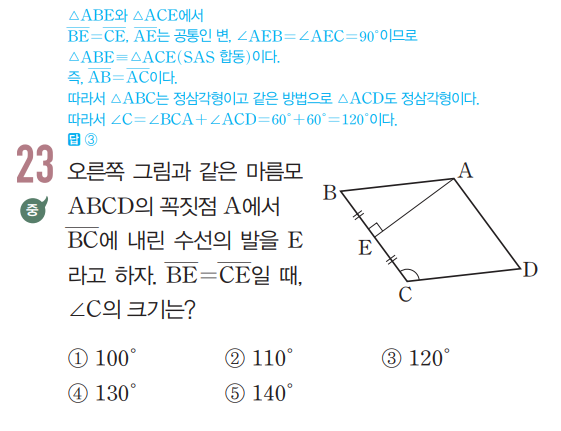 △ABE와 △ACE에서
BE=CE, AE는 공통인 변, ∠AEB=∠AEC=90°이므로
△ABE≡△ACE(SAS 합동)이다.
즉, AB=AC이다.
따라서 △ABC는 정삼각형이고 같은 방법으로 △ACD도 정삼각형이다.
따라서 ∠C=∠BCA+∠ACD=60°+60°=120°이다.
답 ③
23
중
오른쪽 그림과 같은 마름모
ABCD의 꼭짓점 A에서
BC에 내린 수선의 발을 E
라고 하자. BE=CE일 때,
∠C의 크기는?
A
B
E
D
C
① 100° ② 110° ③ 120°
④ 130° ⑤ 140°